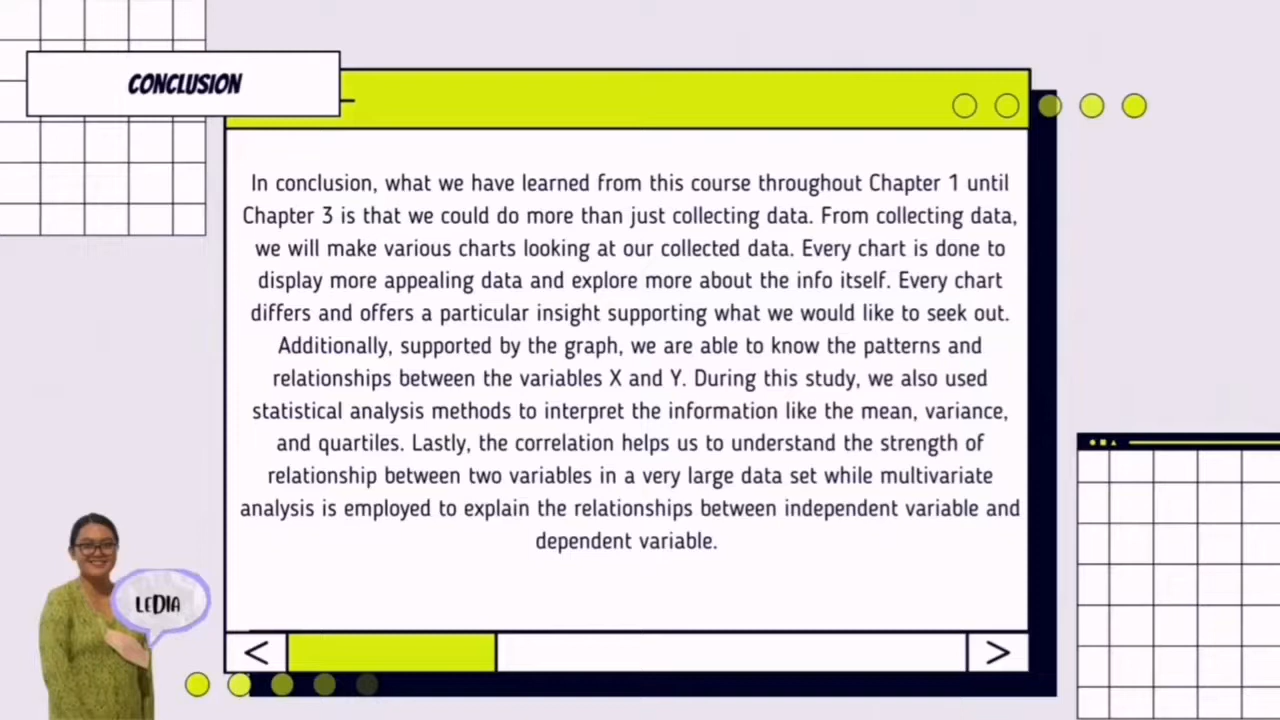 CONCLUSION
In conclusion, what we have learned from this course throughout Chapter 1 until
Chapter 3 is that we could do more than just collecting data. From collecting data,
we will make various charts looking at our collected data. Every chart is done to
display more appealing data and explore more about the info itself. Every chart
differs and offers a particular insight supporting what we would like to seek out.
Additionally, supported by the graph, we are able to know the patterns and
relationships between the variables X and Y. During this study, we also used
statistical analysis methods to interpret the information like the mean, variance,
and quartiles. Lastly, the correlation helps us to understand the strength of
relationship between two variables in a very large data set while multivariate
analysis is employed to explain the relationships between independent variable and
dependent variable.
LEDIA